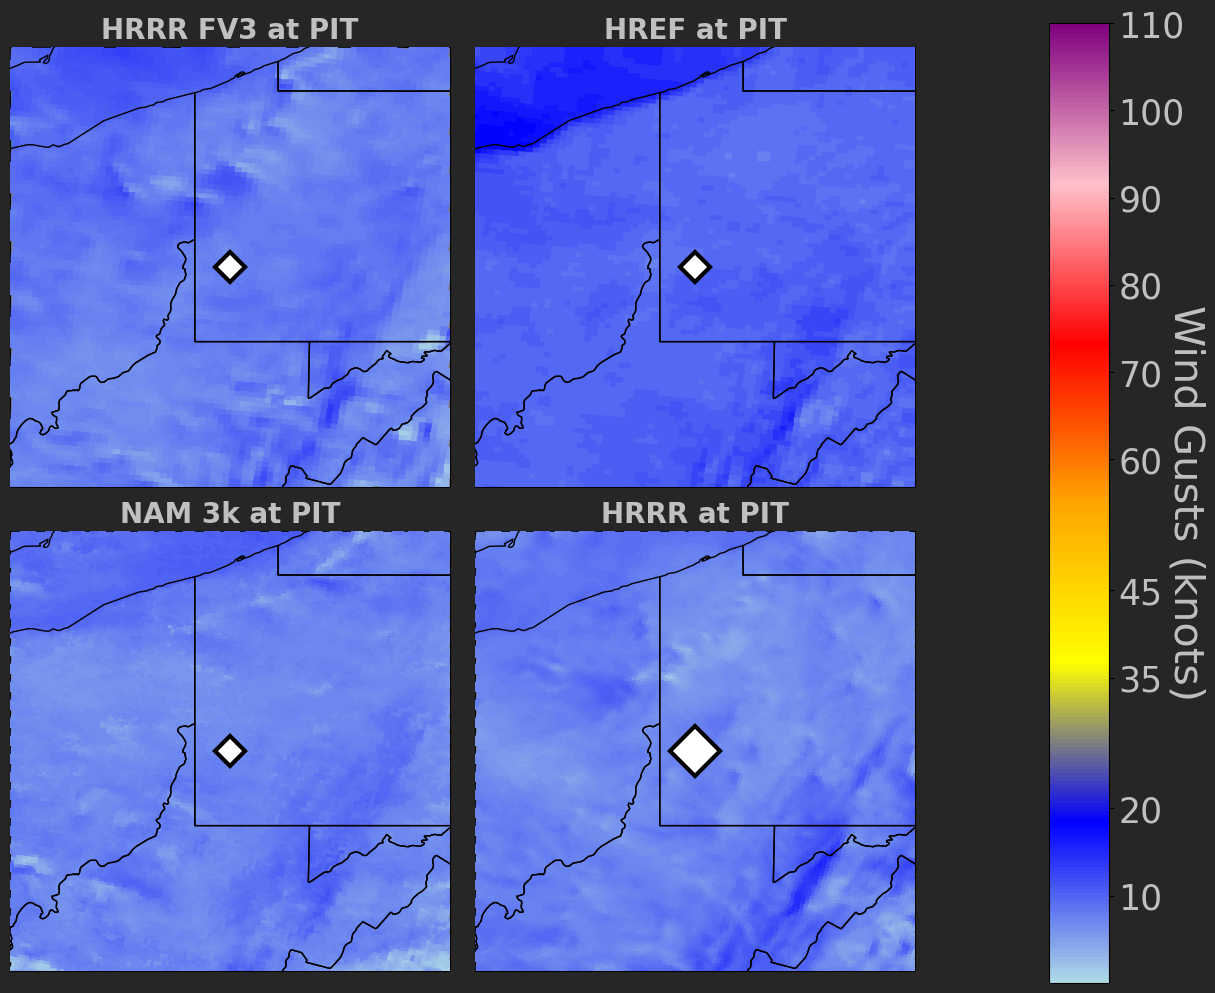 HRRR FV3 at PIT
HREF at PIT
NAM 3k at PIT
HRRR at PIT
110
100
90
80
70
60
45
35
20
10
Wind Gusts (knots)